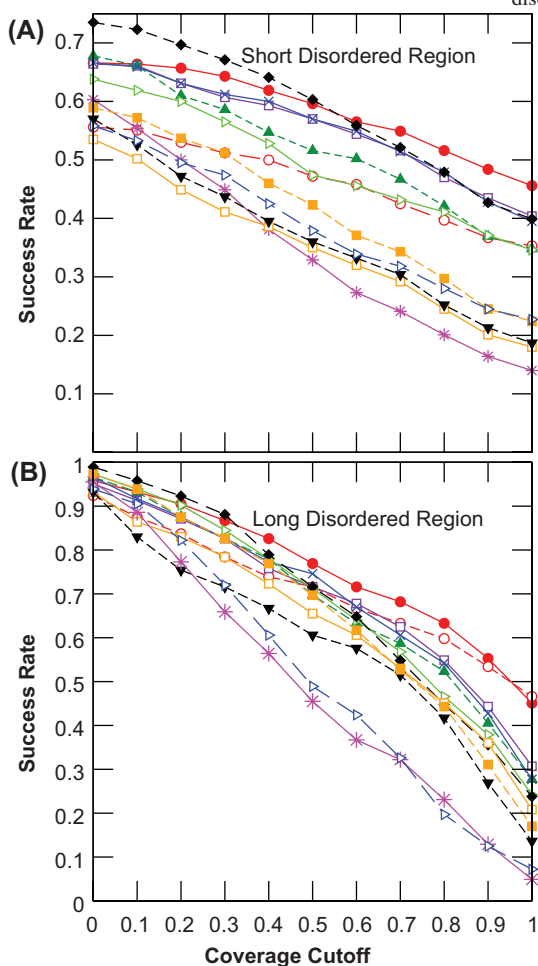 disc
(A)
Short Disordered Region
0.7
0.6
0.5
0.4
0.3
0.2
0.1
Success Rate
(B)
Long Disordered Region
1
0.9
0.8
0.7
0.6
0.5
0.4
0.3
0.2
0.1
0
Success Rate
0 0.1 0.2 0.3 0.4 0.5 0.6 0.7 0.8 0.9 1
Coverage Cutoff